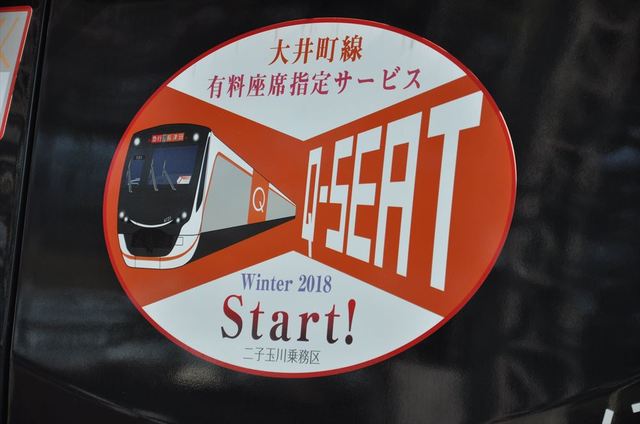 大井町線
有料座席指定サービス
Q-SEAT
Q
Winter 2018
Start!
二子玉川乗務区